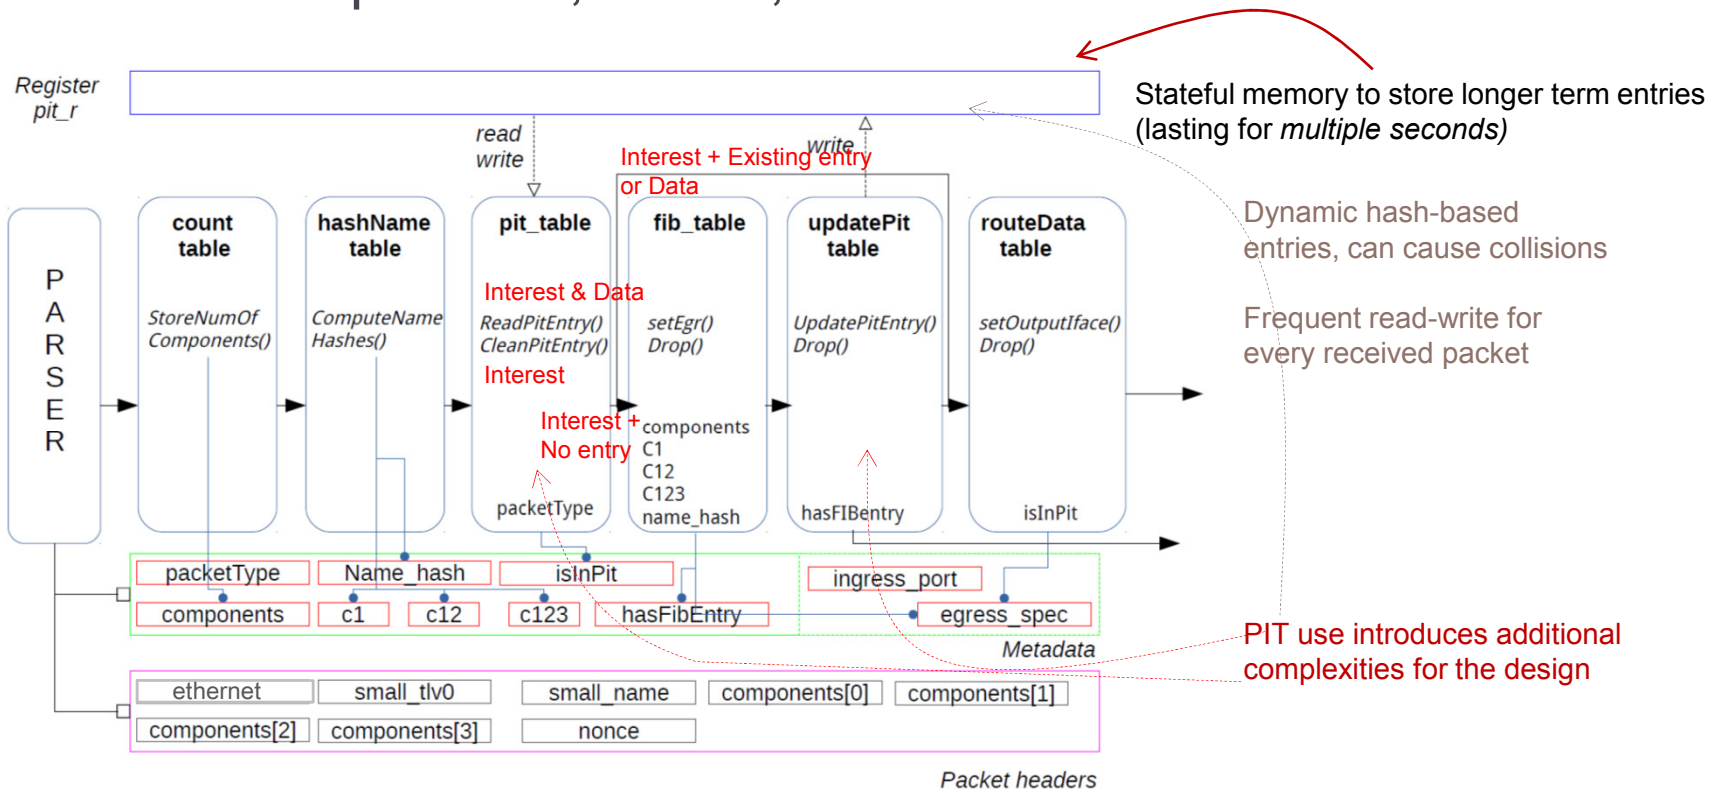 Register
pit_r
Stateful memory to store longer term entries
(lasting for multiple seconds)
read
write
write
Interest + Existing entry
or Data
Dynamic hash-based
entries, can cause collisions
Frequent read-write for
every received packet
PARSER
count
table
StoreNumOf
Components()
hashName
table
ComputeName
Hashes()
pit_table
Interest & Data
ReadPitEntry()
CleanPitEntry()
Interest
Interest +
No entry
packetType
fib_table
setEgr()
Drop()
components
C1
C12
C123
name_hash
updatePit
table
UpdatePitEntry()
Drop()
hasFIBentry
routeData
table
setOutputIface()
Drop()
isInPit
packetType
Name_hash
isInPit
ingress_port
components
c1
c12
c123
hasFibEntry
egress_spec
Metadata
PIT use introduces additional
complexities for the design
ethernet
small_tlv0
small_name
components[0]
components[1]
components[2]
components[3]
nonce
Packet headers